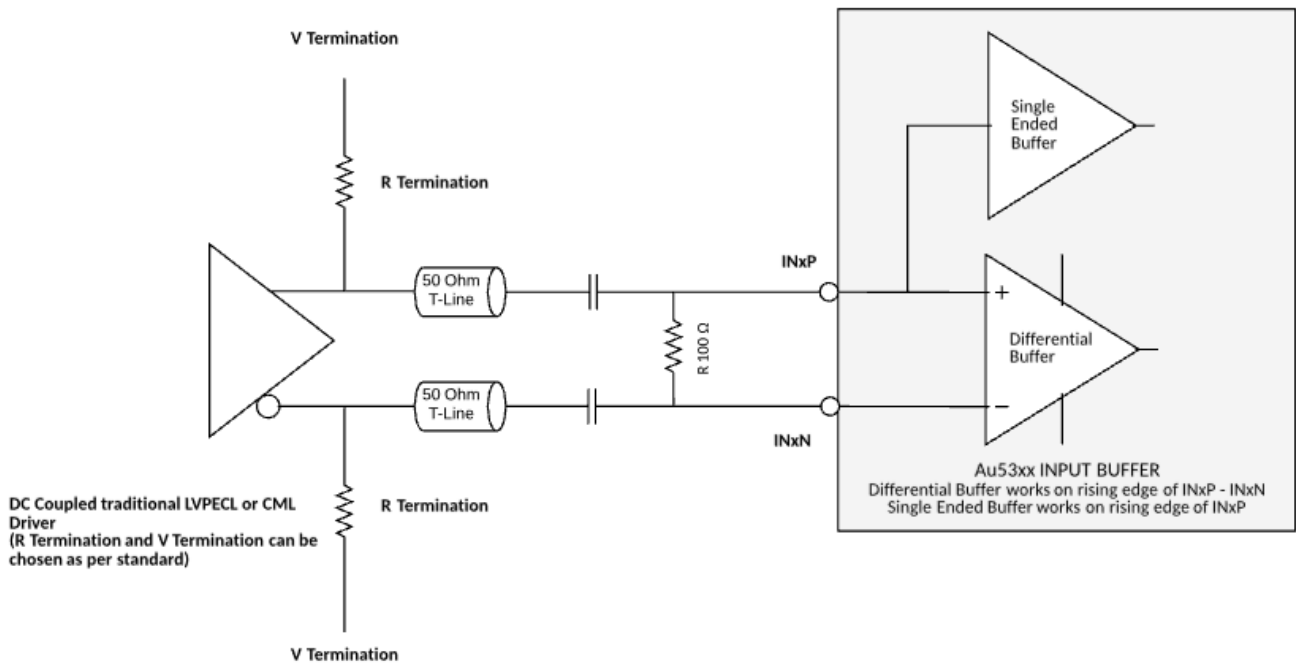 V Termination
Single
Ended
Buffer
R Termination
INxP
50 Ohm
T-Line
+
R 100 Ω
Differential
Buffer
50 Ohm
T-Line
−
INxN
Au53xx INPUT BUFFER
Differential Buffer works on rising edge of INxP - INxN
Single Ended Buffer works on rising edge of INxP
R Termination
DC Coupled traditional LVPECL or CML
Driver
(R Termination and V Termination can be
chosen as per standard)
V Termination